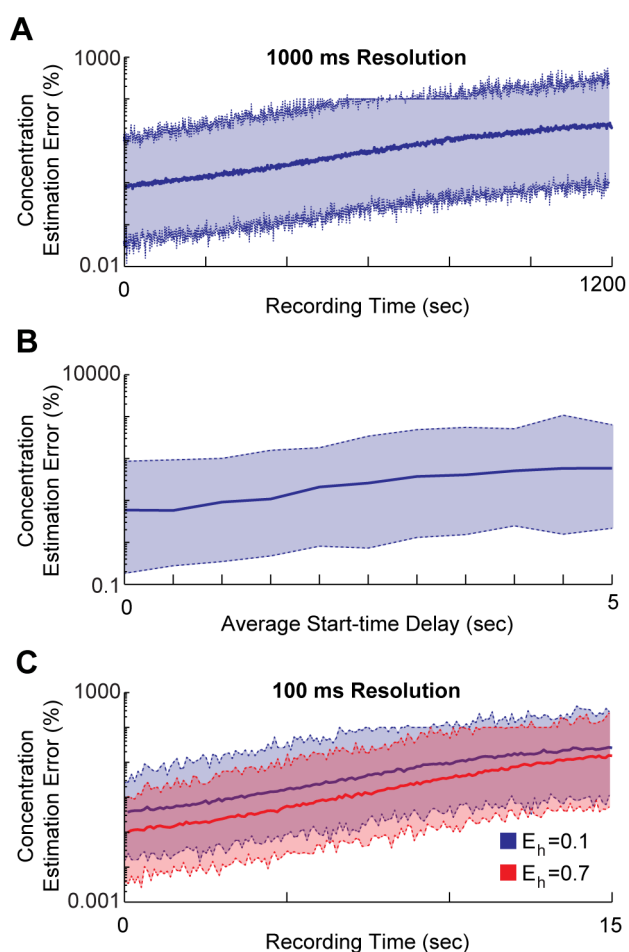 A
1000 ms Resolution
1000
Concentration
Estimation Error (%)
0.01
0
1200
Recording Time (sec)
B
10000
Concentration
Estimation Error (%)
0.1
0
5
Average Start-time Delay (sec)
C
100 ms Resolution
1000
Concentration
Estimation Error (%)
0.001
E_h=0.1
E_h=0.7
0
15
Recording Time (sec)